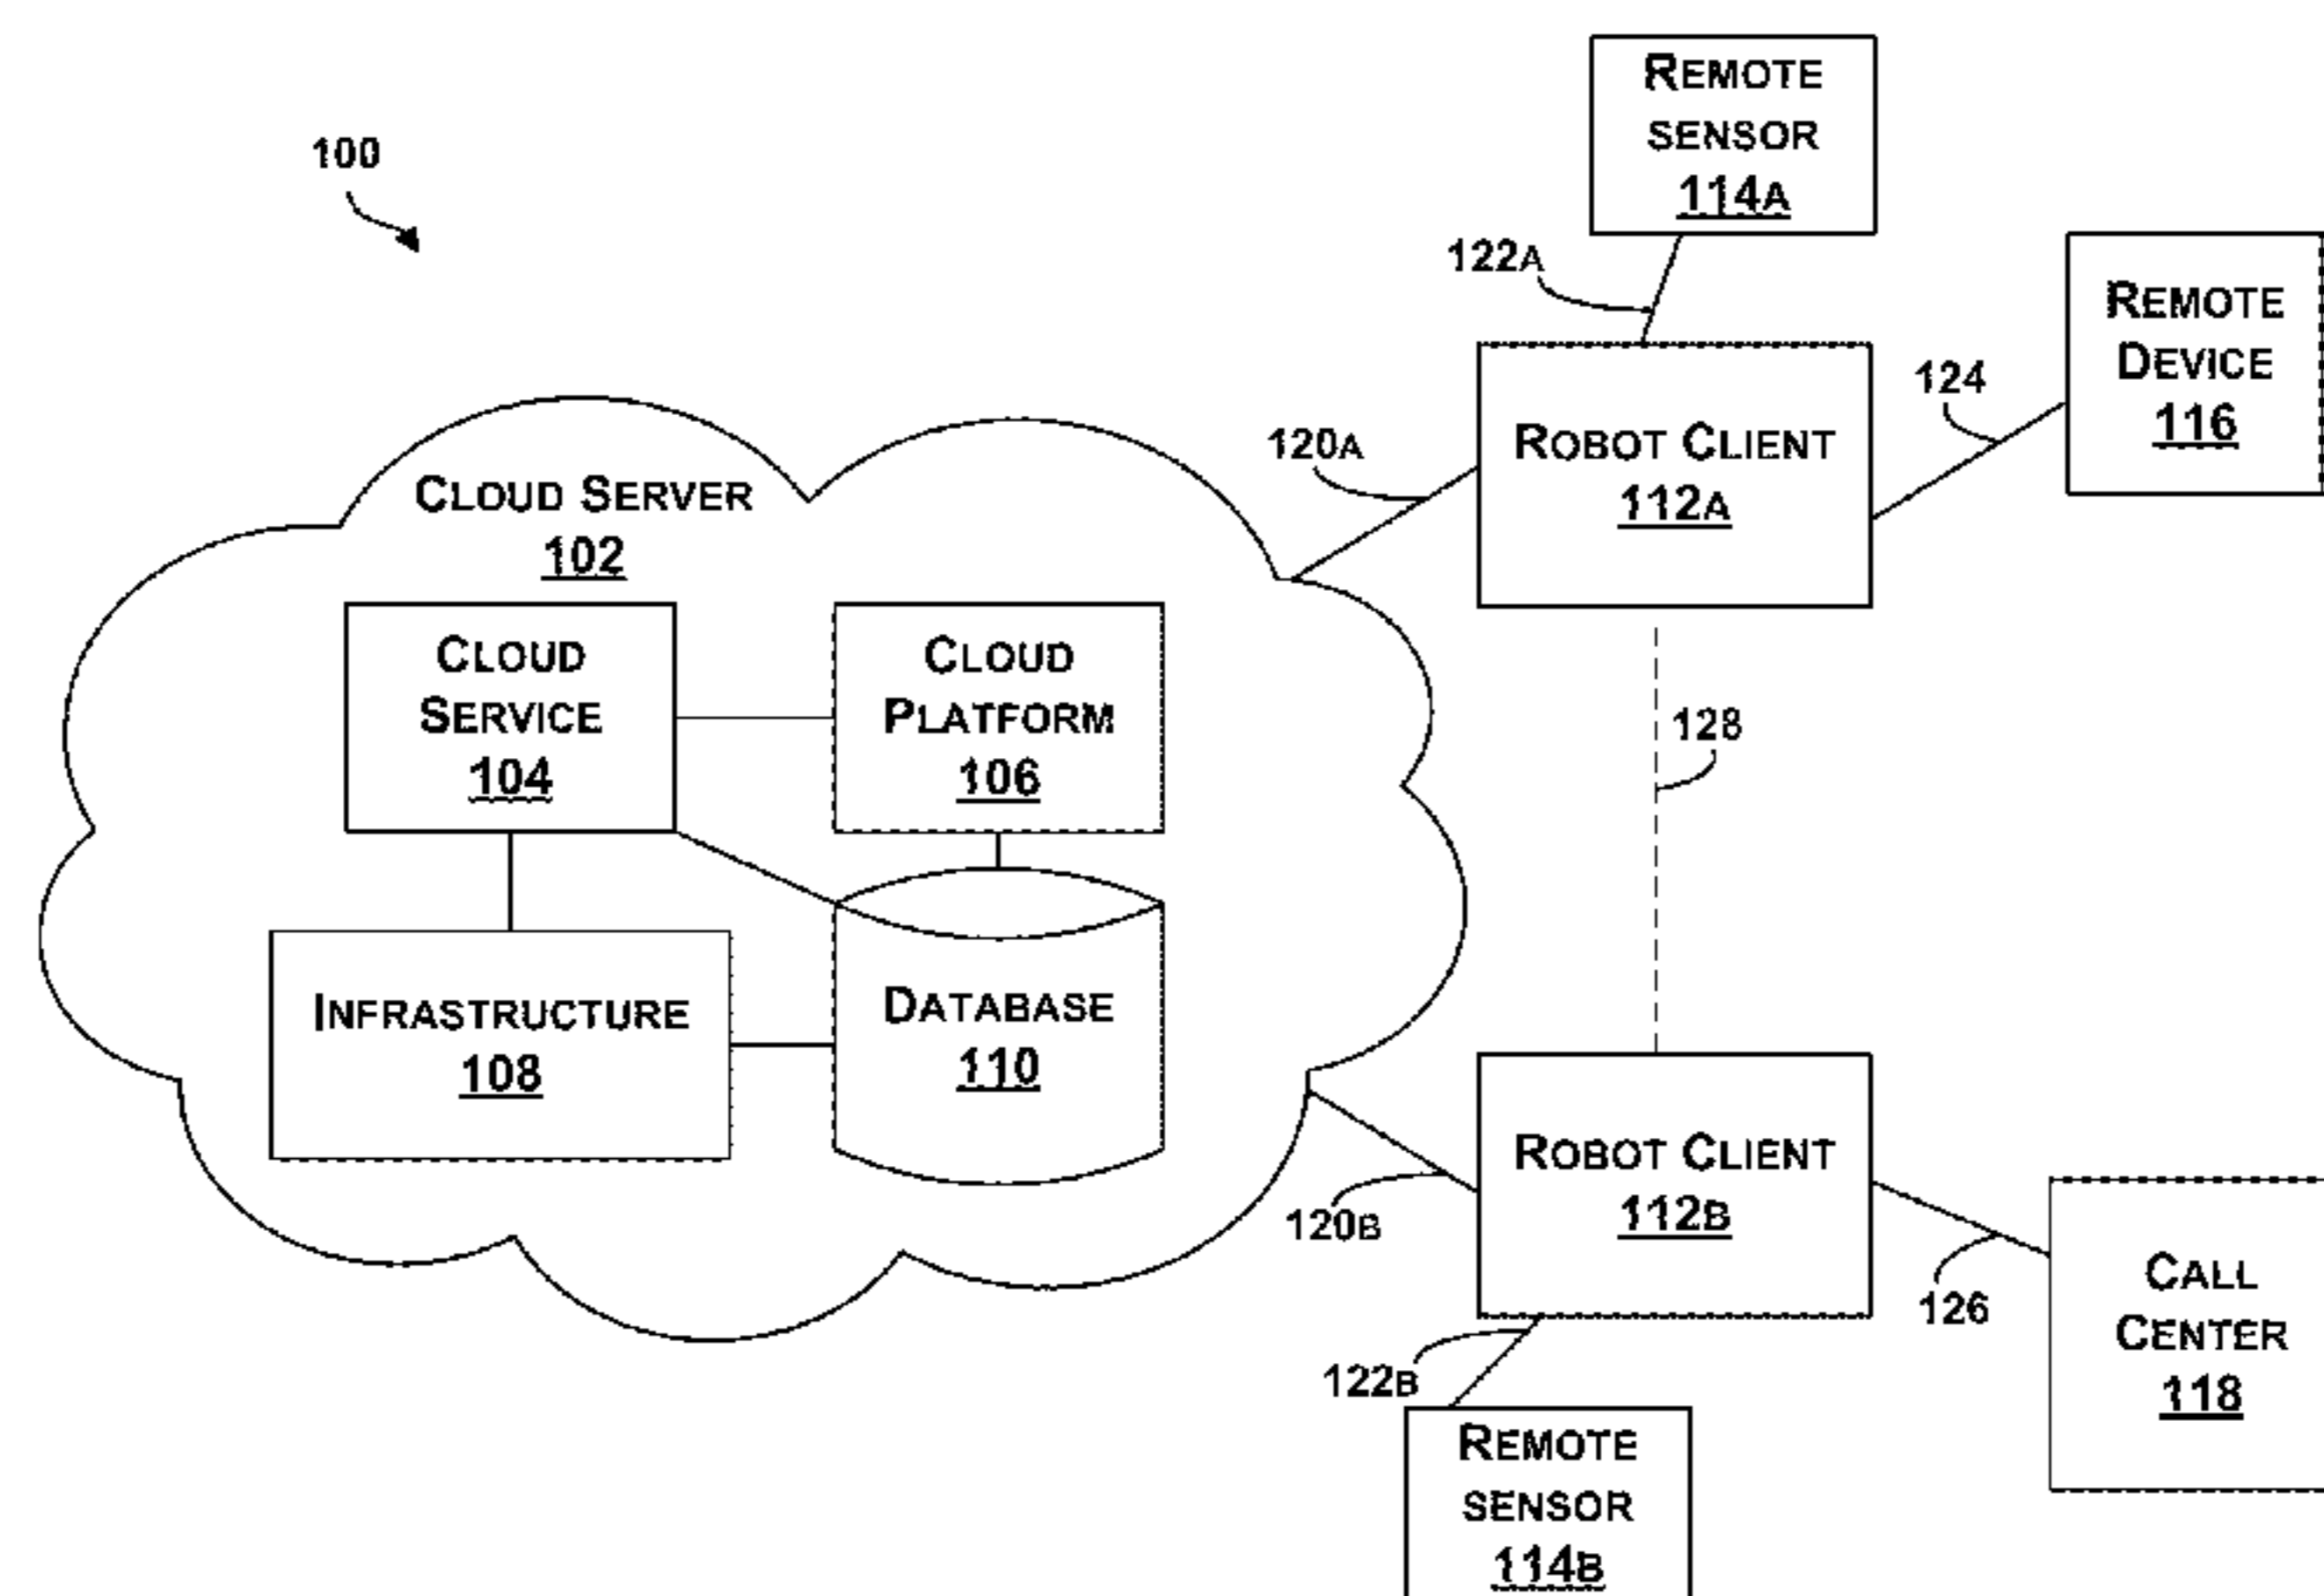 100
REMOTE
SENSOR
114A
122A
REMOTE
DEVICE
116
124
120A
ROBOT CLIENT
112A
CLOUD SERVER
102
CLOUD
SERVICE
104
CLOUD
PLATFORM
106
128
INFRASTRUCTURE
108
DATABASE
110
ROBOT CLIENT
112B
120B
122B
126
CALL
CENTER
118
REMOTE
SENSOR
114B